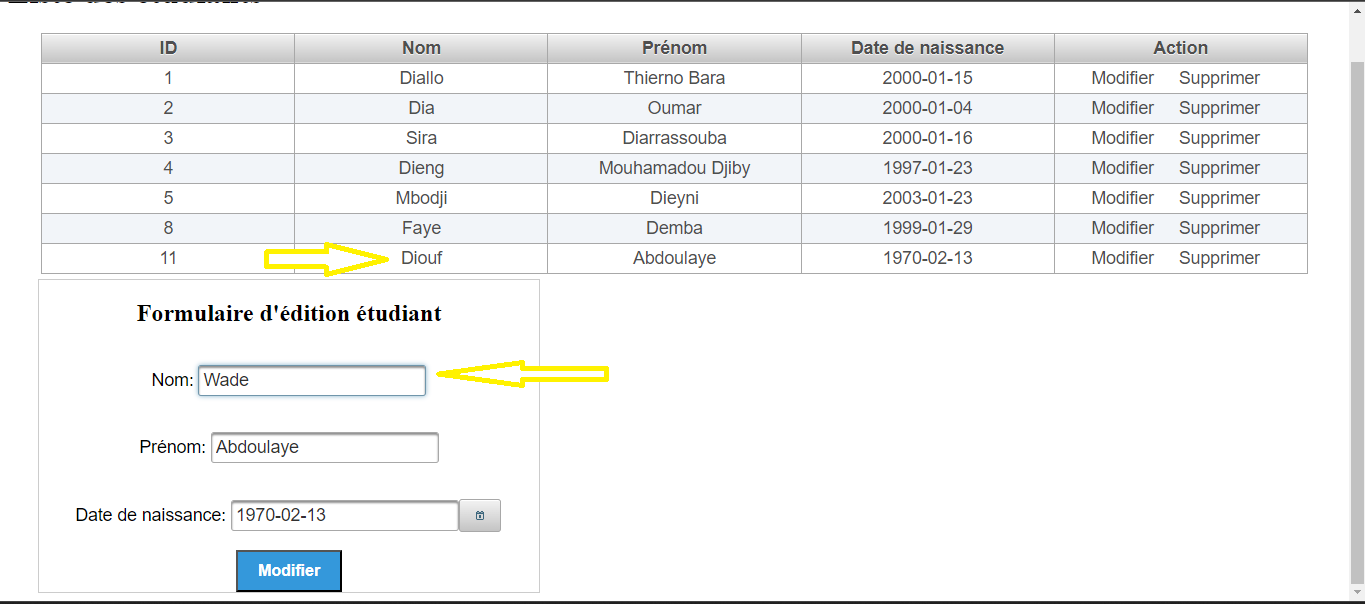 ID Nom Prénom Date de naissance Action
1 Diallo Thierno Bara 2000-01-15 Modifier Supprimer
2 Dia Oumar 2000-01-04 Modifier Supprimer
3 Sira Diarrassouba 2000-01-16 Modifier Supprimer
4 Dieng Mouhamadou Djiby 1997-01-23 Modifier Supprimer
5 Mbodji Dieyni 2003-01-23 Modifier Supprimer
8 Faye Demba 1999-01-29 Modifier Supprimer
11 Diouf Abdoulaye 1970-02-13 Modifier Supprimer
Formulaire d'édition étudiant
Nom: Wade
Prénom: Abdoulaye
Date de naissance: 1970-02-13
Modifier